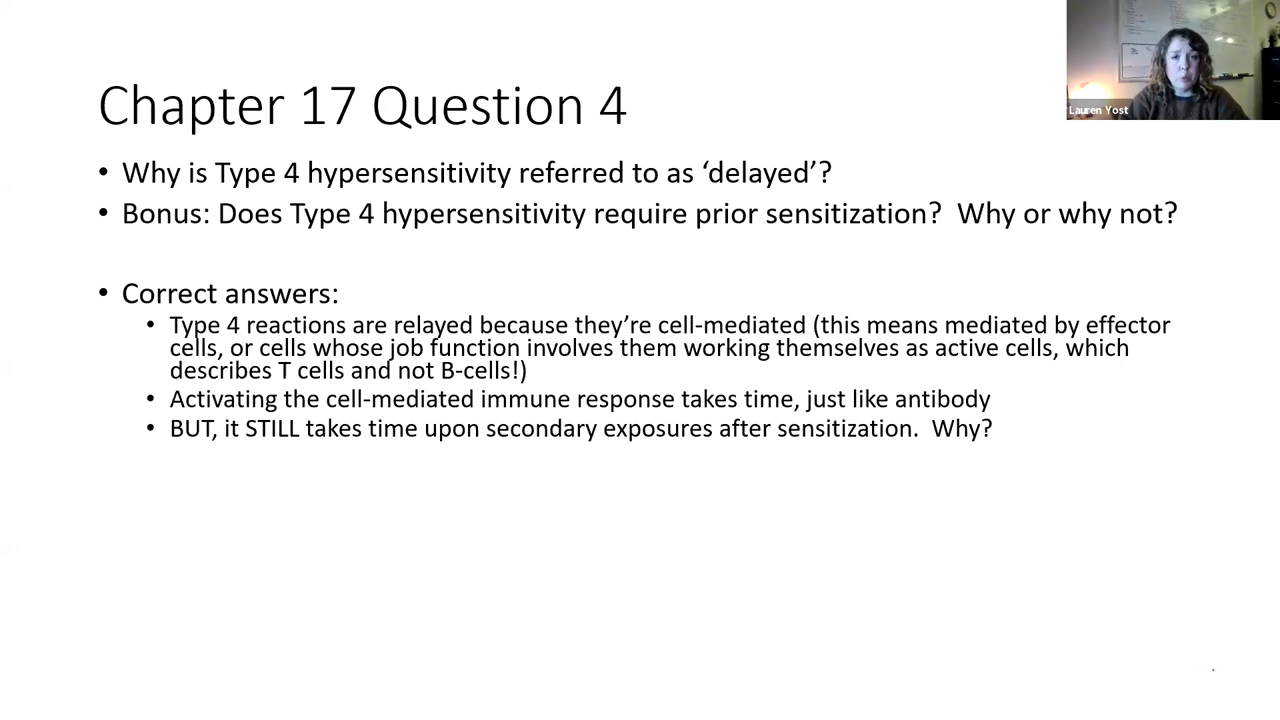 Lauren Yost
Chapter 17 Question 4
• Why is Type 4 hypersensitivity referred to as ‘delayed’?
• Bonus: Does Type 4 hypersensitivity require prior sensitization?  Why or why not?
• Correct answers:
• Type 4 reactions are relayed because they’re cell-mediated (this means mediated by effector
cells, or cells whose job function involves them working themselves as active cells, which
describes T cells and not B-cells!)
• Activating the cell-mediated immune response takes time, just like antibody
• BUT, it STILL takes time upon secondary exposures after sensitization.  Why?